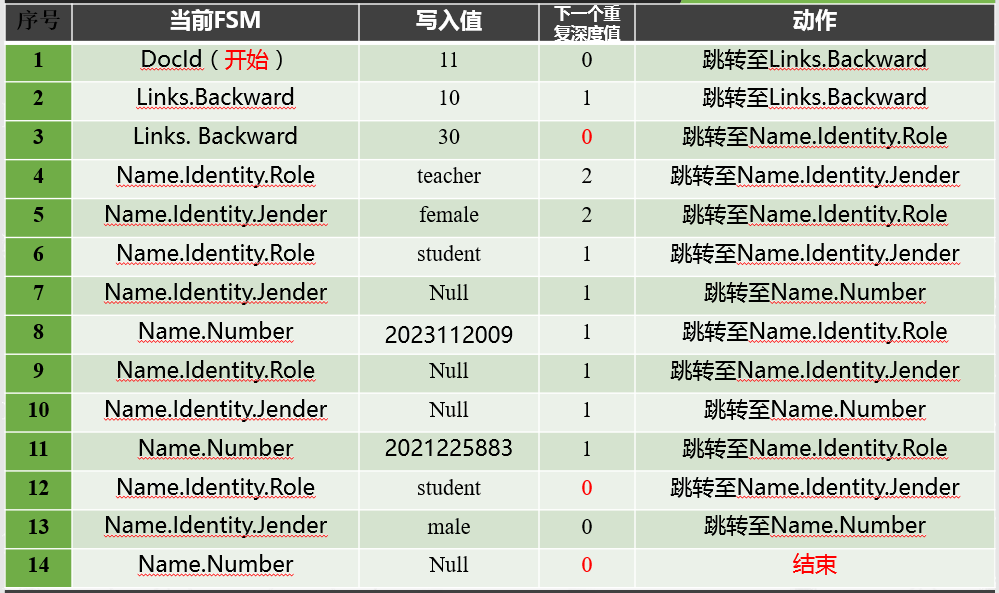 序号 当前FSM 写入值 下一个重复深度值 动作
1 DocId（开始） 11 0 跳转至Links.Backward
2 Links.Backward 10 1 跳转至Links.Backward
3 Links. Backward 30 0 跳转至Name.Identity.Role
4 Name.Identity.Role teacher 2 跳转至Name.Identity.Jender
5 Name.Identity.Jender female 2 跳转至Name.Identity.Role
6 Name.Identity.Role student 1 跳转至Name.Identity.Jender
7 Name.Identity.Jender Null 1 跳转至Name.Number
8 Name.Number 2023112009 1 跳转至Name.Identity.Role
9 Name.Identity.Role Null 1 跳转至Name.Identity.Jender
10 Name.Identity.Jender Null 1 跳转至Name.Number
11 Name.Number 2021225883 1 跳转至Name.Identity.Role
12 Name.Identity.Role student 0 跳转至Name.Identity.Jender
13 Name.Identity.Jender male 0 跳转至Name.Number
14 Name.Number Null 0 结束